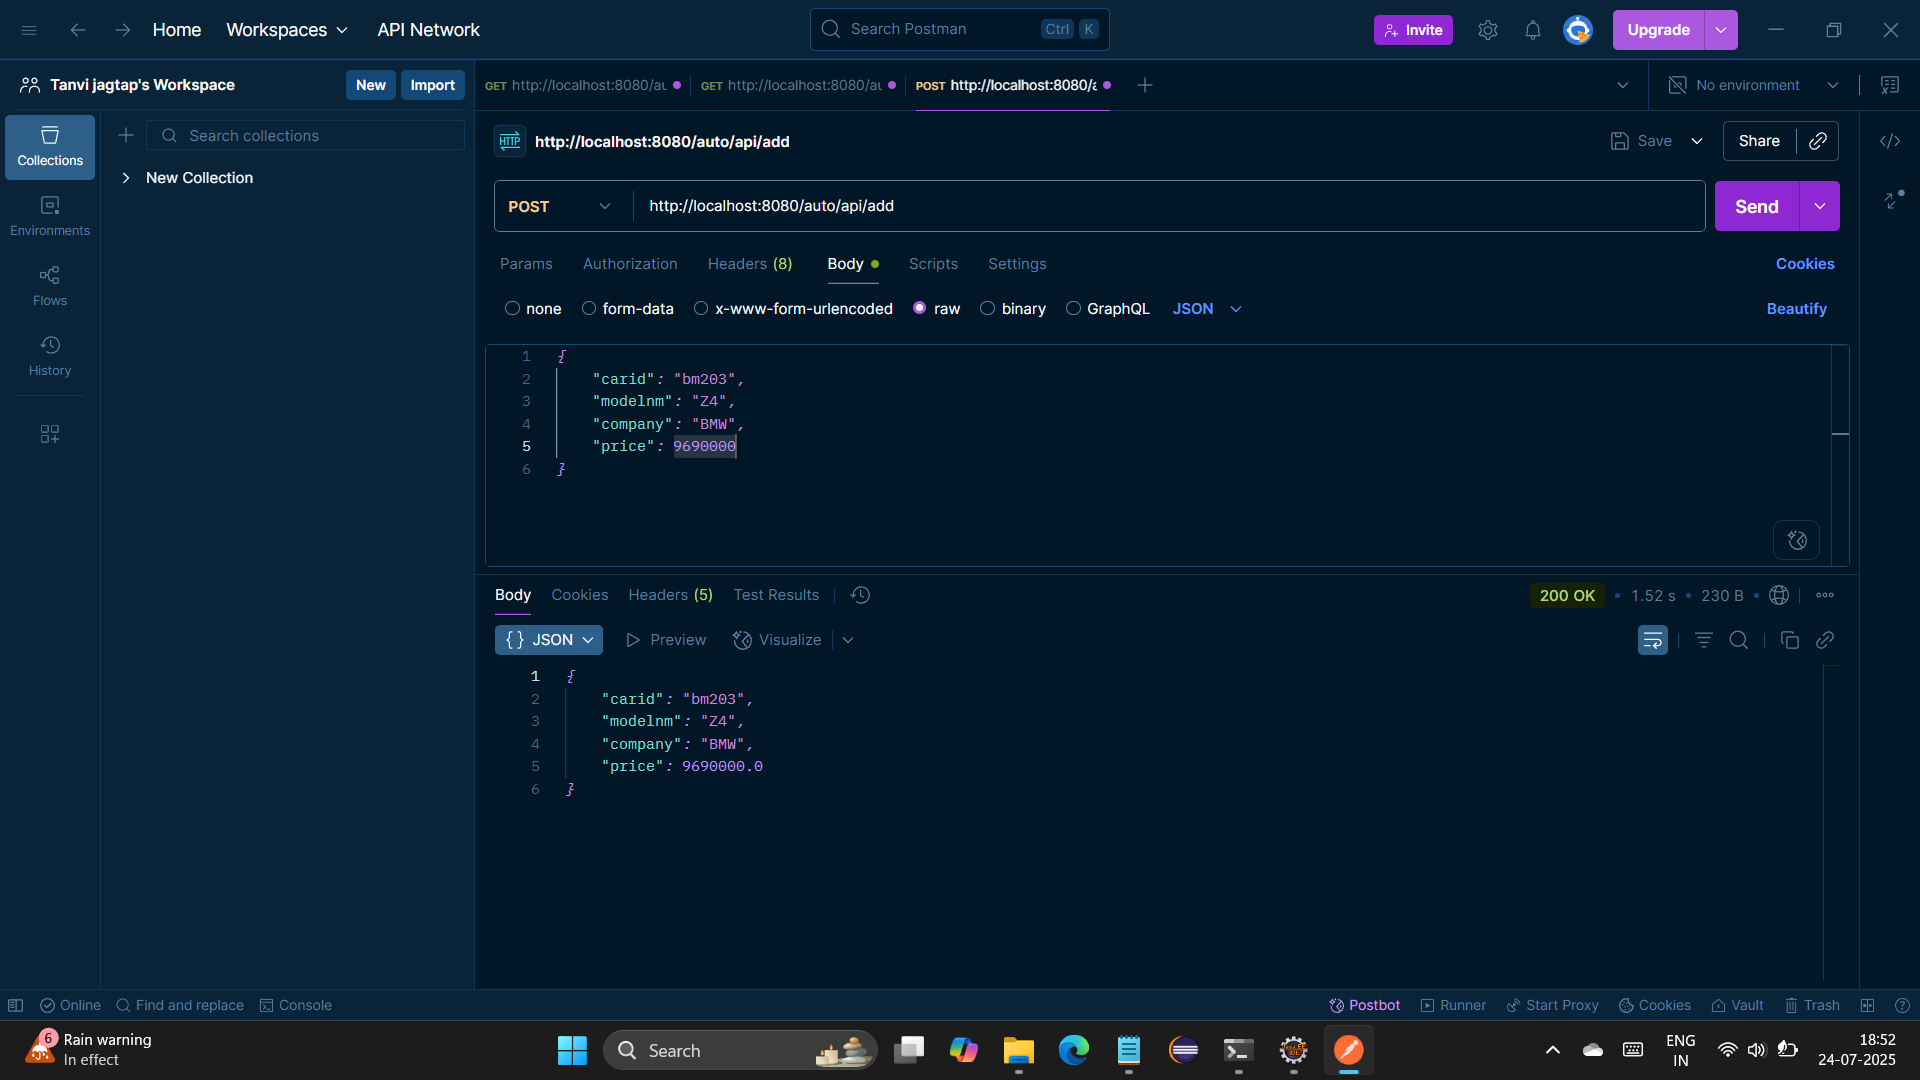 Home
Workspaces
API Network
Search Postman
Ctrl K
Invite
Upgrade
Tanvi jagtap's Workspace
New
Import
GET http://localhost:8080/au
GET http://localhost:8080/au
POST http://localhost:8080/a
No environment
Collections
Environments
Flows
History
Search collections
New Collection
HTTP
http://localhost:8080/auto/api/add
Save
Share
POST
http://localhost:8080/auto/api/add
Send
Params
Authorization
Headers (8)
Body
Scripts
Settings
Cookies
none
form-data
x-www-form-urlencoded
raw
binary
GraphQL
JSON
Beautify
1 {
2 "carid": "bm203",
3 "modelnm": "Z4",
4 "company": "BMW",
5 "price": 9690000
6 }
Body
Cookies
Headers (5)
Test Results
200 OK
1.52 s
230 B
{} JSON
Preview
Visualize
1 {
2 "carid": "bm203",
3 "modelnm": "Z4",
4 "company": "BMW",
5 "price": 9690000.0
6 }
Online
Find and replace
Console
Postbot
Runner
Start Proxy
Cookies
Vault
Trash
6
Rain warning
In effect
Search
ENG
IN
18:52
24-07-2025